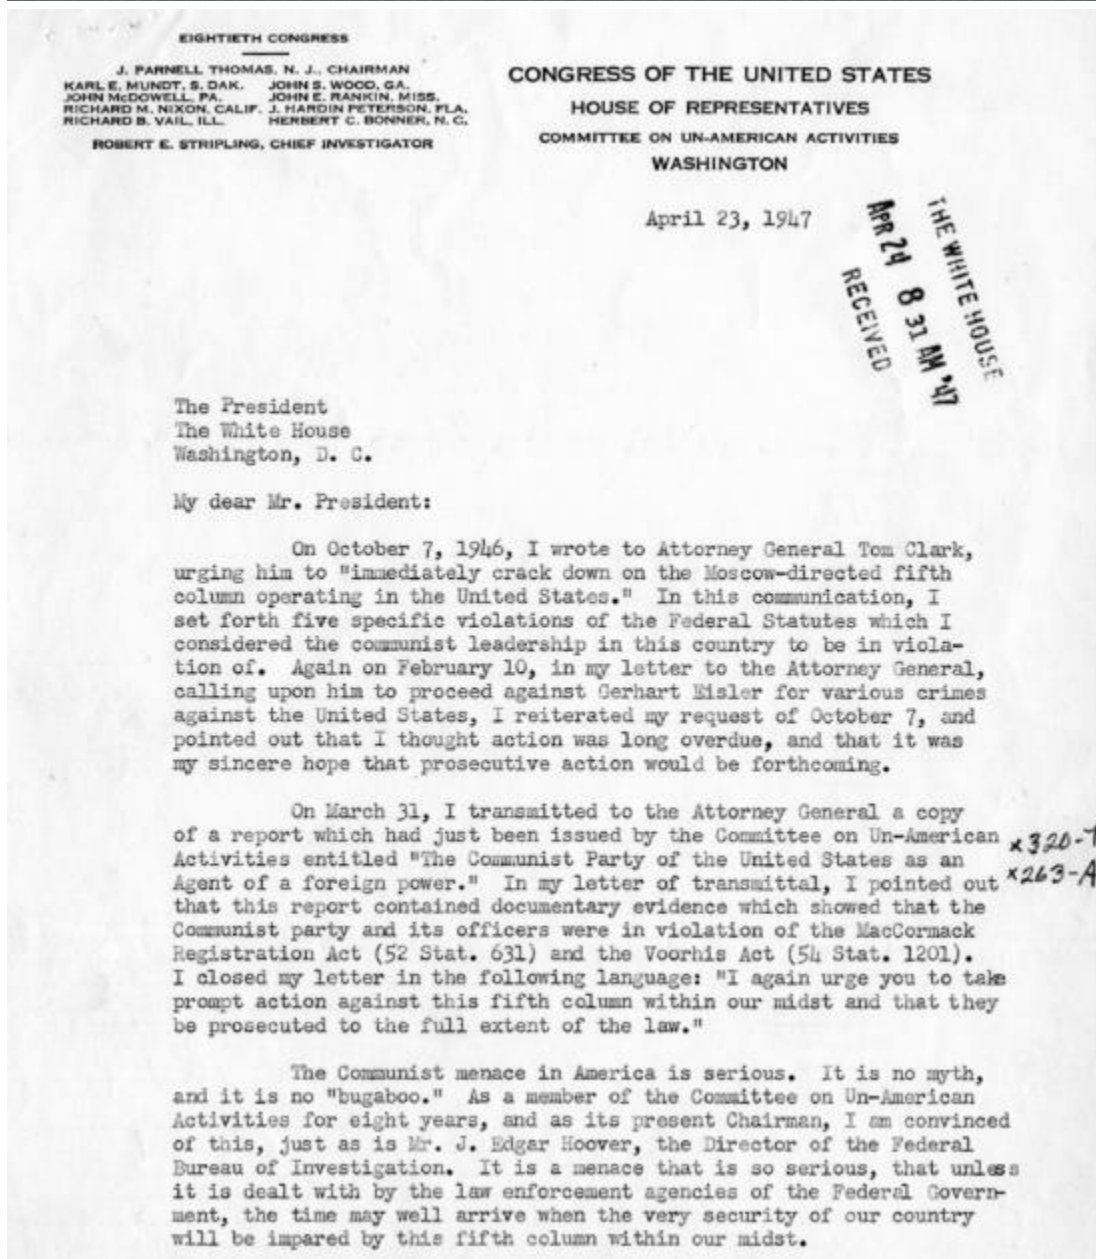 EIGHTIETH CONGRESS
J. PARNELL THOMAS, N. J., CHAIRMAN
KARL E. MUNDT, S. DAK. JOHN S. WOOD, GA.
JOHN McDOWELL, PA. JOHN E. RANKIN, MISS.
RICHARD M. NIXON, CALIF. J. HARDIN PETERSON, FLA.
RICHARD B. VAIL, ILL. HERBERT C. BONNER, N. C.
ROBERT E. STRIPLING, CHIEF INVESTIGATOR
CONGRESS OF THE UNITED STATES
HOUSE OF REPRESENTATIVES
COMMITTEE ON UN-AMERICAN ACTIVITIES
WASHINGTON
April 23, 1947
THE WHITE HOUSE
APR 24 8 31 AM '47
RECEIVED
The President
The White House
Washington, D. C.
My dear Mr. President:
On October 7, 1946, I wrote to Attorney General Tom Clark,
urging him to "immediately crack down on the Moscow-directed fifth
column operating in the United States." In this communication, I
set forth five specific violations of the Federal Statutes which I
considered the communist leadership in this country to be in viola-
tion of. Again on February 10, in my letter to the Attorney General,
calling upon him to proceed against Gerhart Eisler for various crimes
against the United States, I reiterated my request of October 7, and
pointed out that I thought action was long overdue, and that it was
my sincere hope that prosecutive action would be forthcoming.
On March 31, I transmitted to the Attorney General a copy
of a report which had just been issued by the Committee on Un-American
Activities entitled "The Communist Party of the United States as an
Agent of a foreign power." In my letter of transmittal, I pointed out
that this report contained documentary evidence which showed that the
Communist party and its officers were in violation of the MacCormack
Registration Act (52 Stat. 631) and the Voorhis Act (54 Stat. 1201).
I closed my letter in the following language: "I again urge you to take
prompt action against this fifth column within our midst and that they
be prosecuted to the full extent of the law."
x320-
x263-A
The Communist menace in America is serious. It is no myth,
and it is no "bugaboo." As a member of the Committee on Un-American
Activities for eight years, and as its present Chairman, I am convinced
of this, just as is Mr. J. Edgar Hoover, the Director of the Federal
Bureau of Investigation. It is a menace that is so serious, that unless
it is dealt with by the law enforcement agencies of the Federal Govern-
ment, the time may well arrive when the very security of our country
will be impared by this fifth column within our midst.